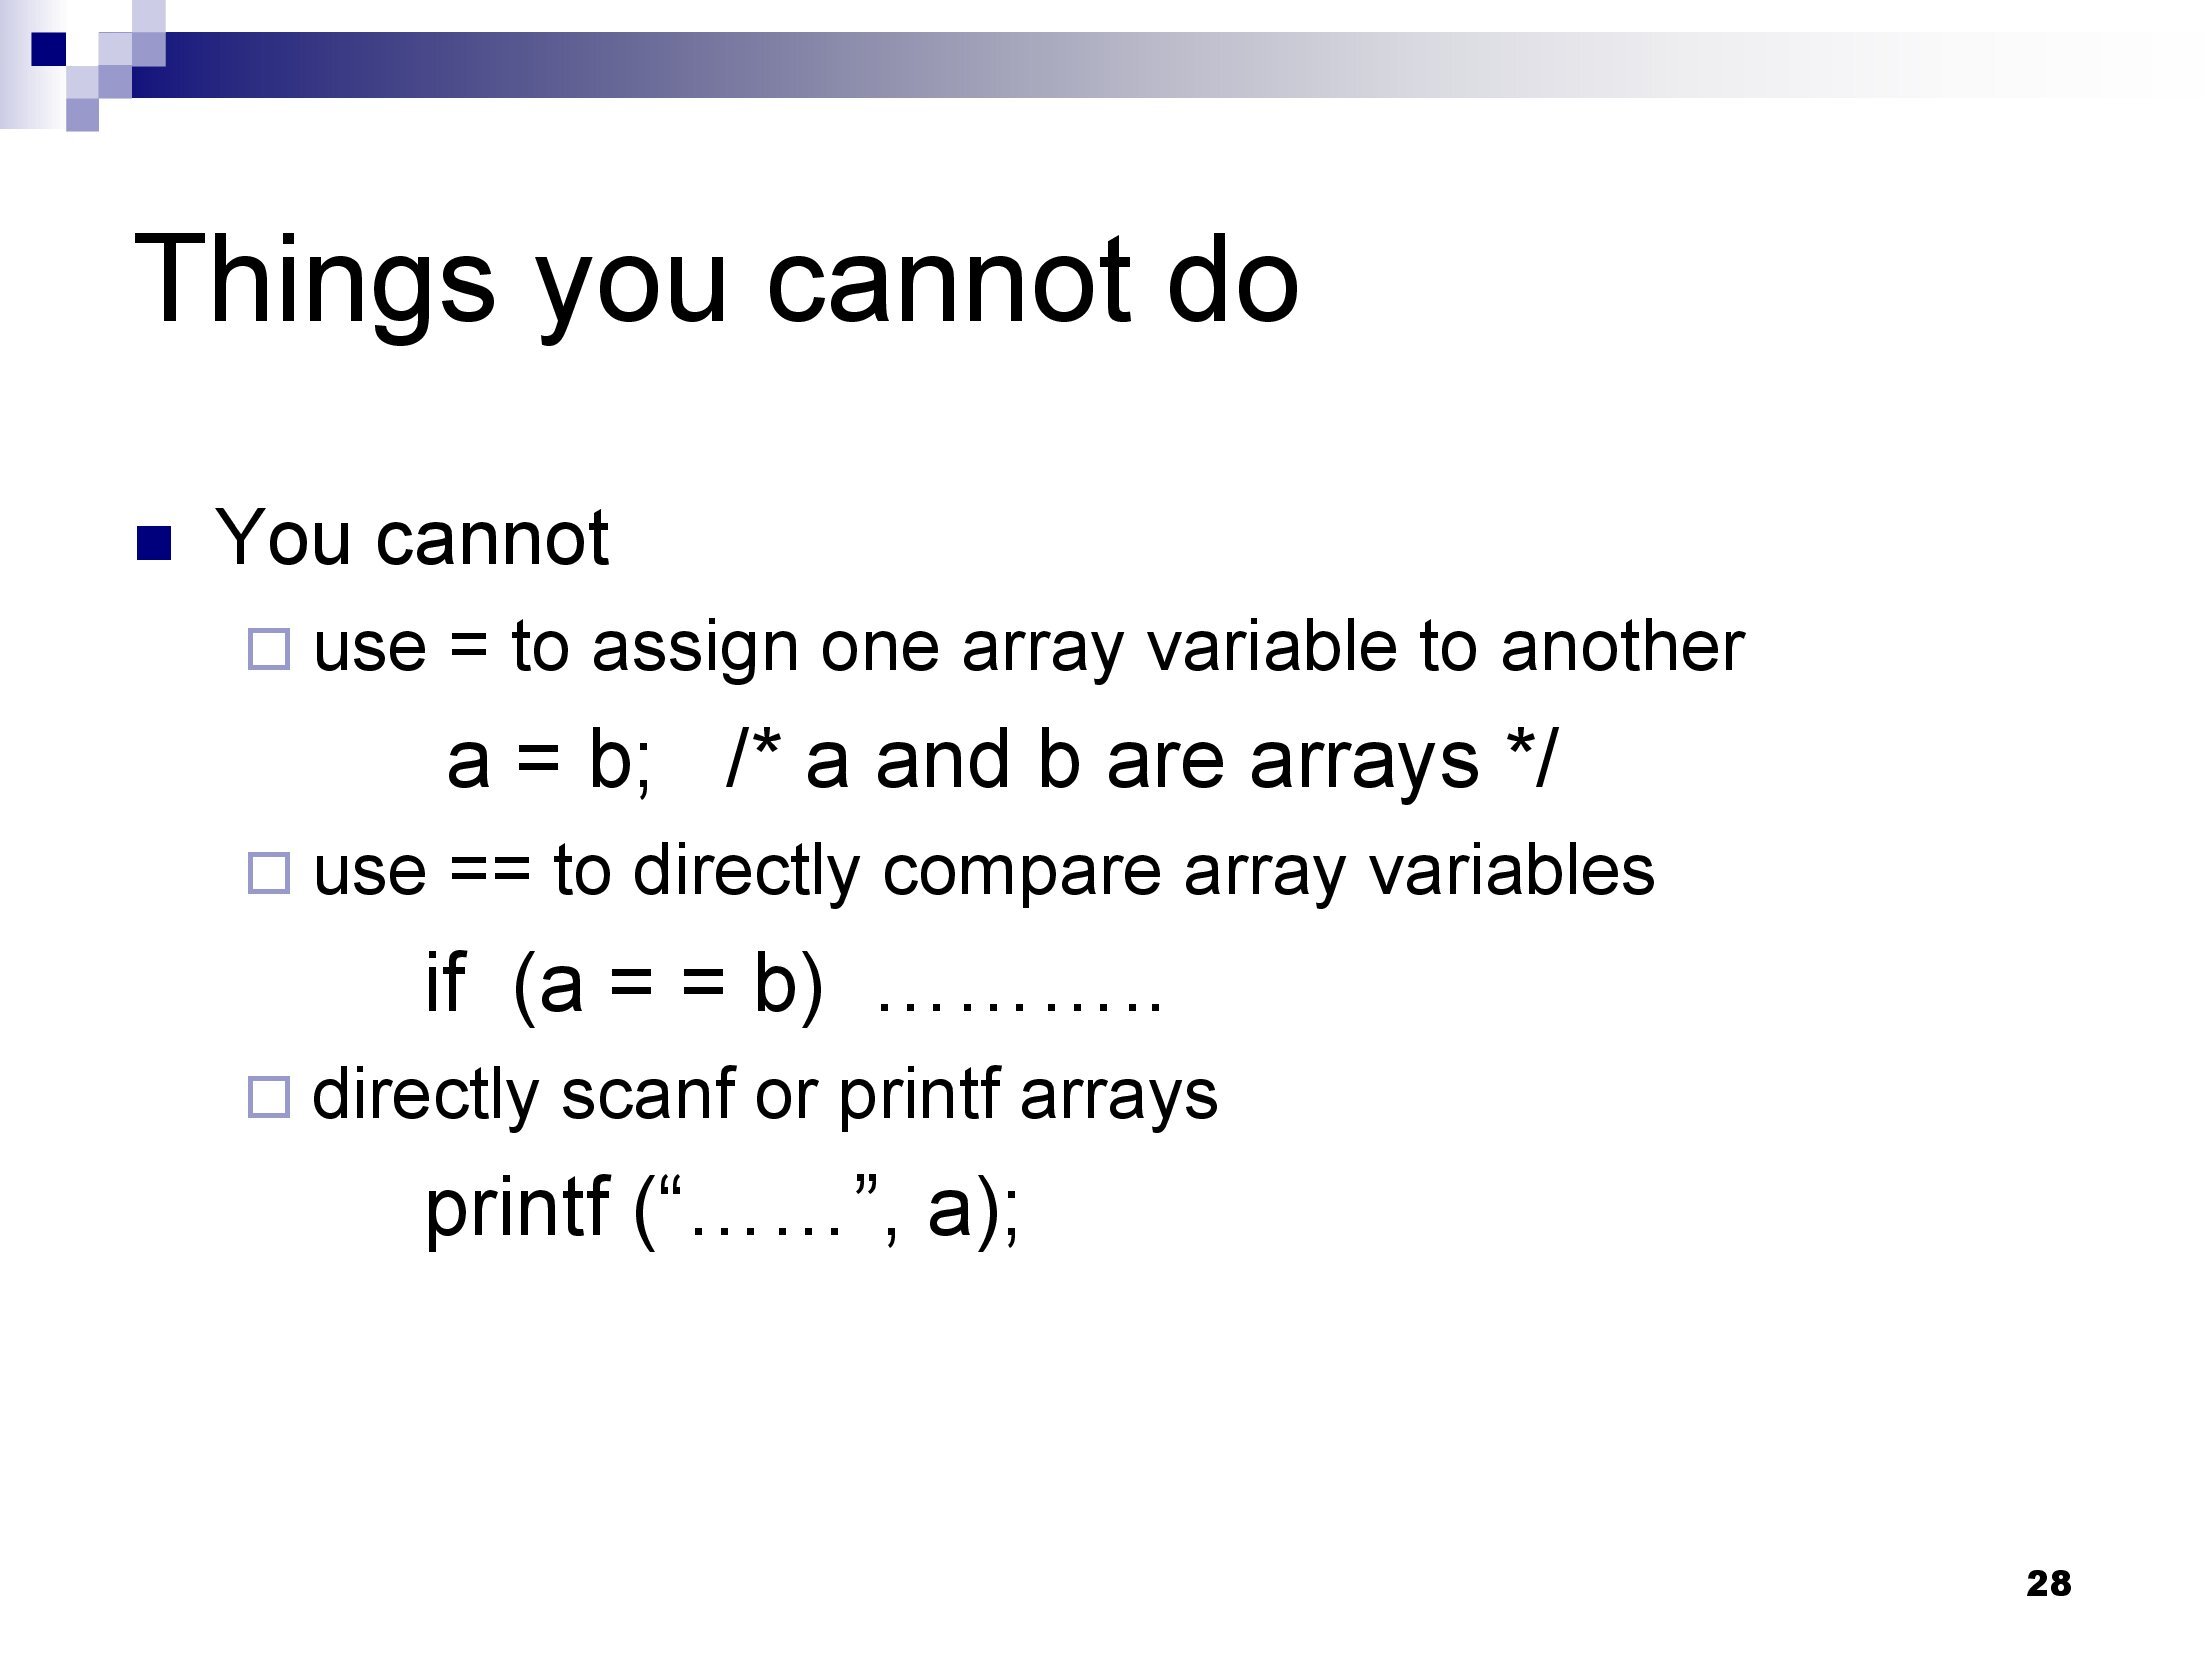 Things you cannot do
You cannot
use = to assign one array variable to another
a = b; /* a and b are arrays */
use == to directly compare array variables
if (a = = b) ………..
directly scanf or printf arrays
printf (“……”, a);
28